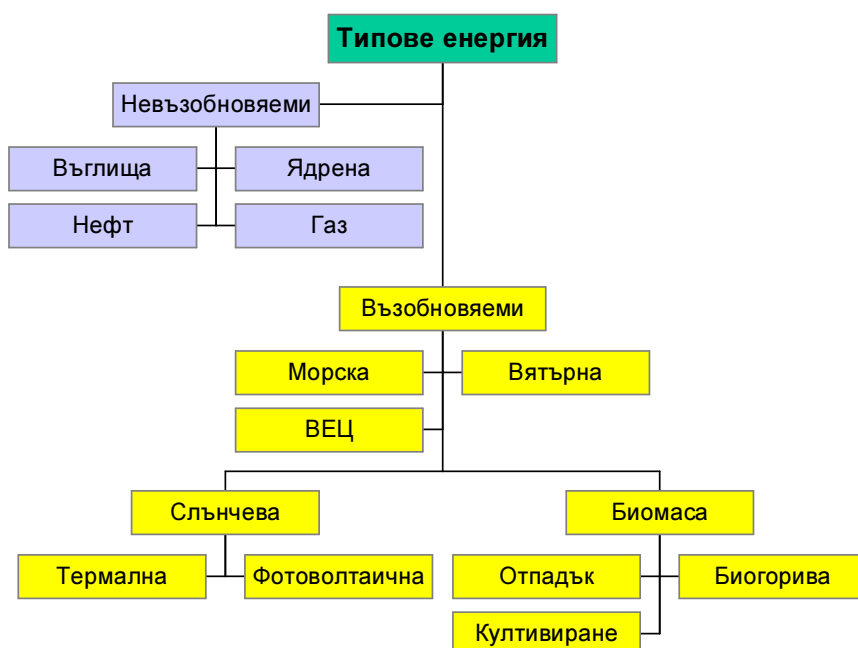 Типове енергия
Невъзобновяеми
Въглища
Ядрена
Нефт
Газ
Възобновяеми
Морска
Вятърна
ВЕЦ
Слънчева
Биомаса
Термална
Фотоволтаична
Отпадък
Биогорива
Култивиране